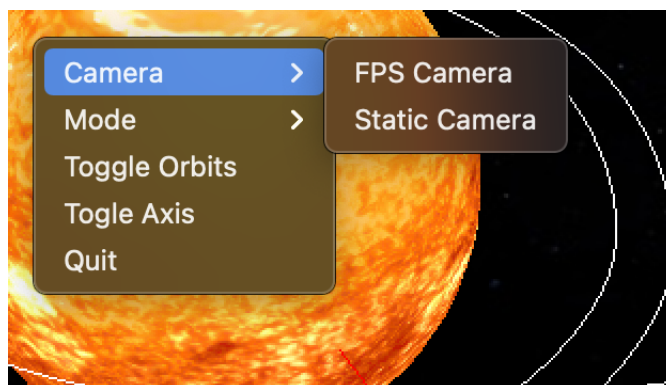 Camera
Mode
Toggle Orbits
Togle Axis
Quit
FPS Camera
Static Camera